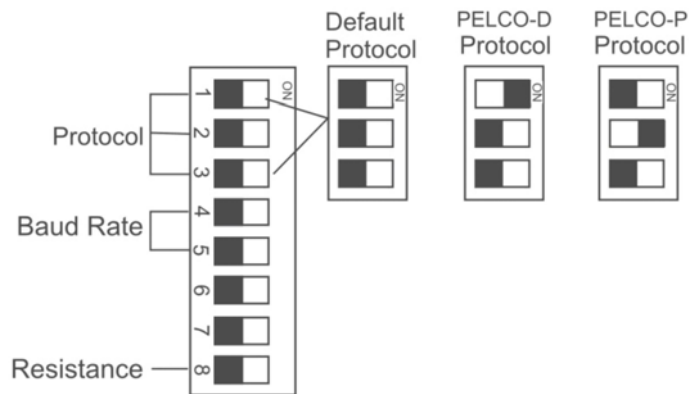 Default
Protocol
PELCO-D
Protocol
PELCO-P
Protocol
ON
ON
ON
ON
1
2
3
4
5
6
7
8
Protocol
Baud Rate
Resistance